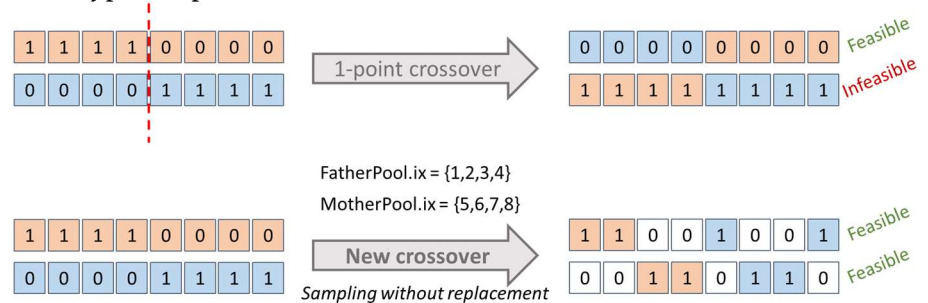 1 1 1 1 0 0 0 0
0 0 0 0 1 1 1 1
1-point crossover
0 0 0 0 0 0 0 0 Feasible
1 1 1 1 1 1 1 1 Infeasible
FatherPool.ix = {1,2,3,4}
MotherPool.ix = {5,6,7,8}
1 1 1 1 0 0 0 0
0 0 0 0 1 1 1 1
New crossover
Sampling without replacement
1 1 0 0 1 0 0 1 Feasible
0 0 1 1 0 1 1 0 Feasible